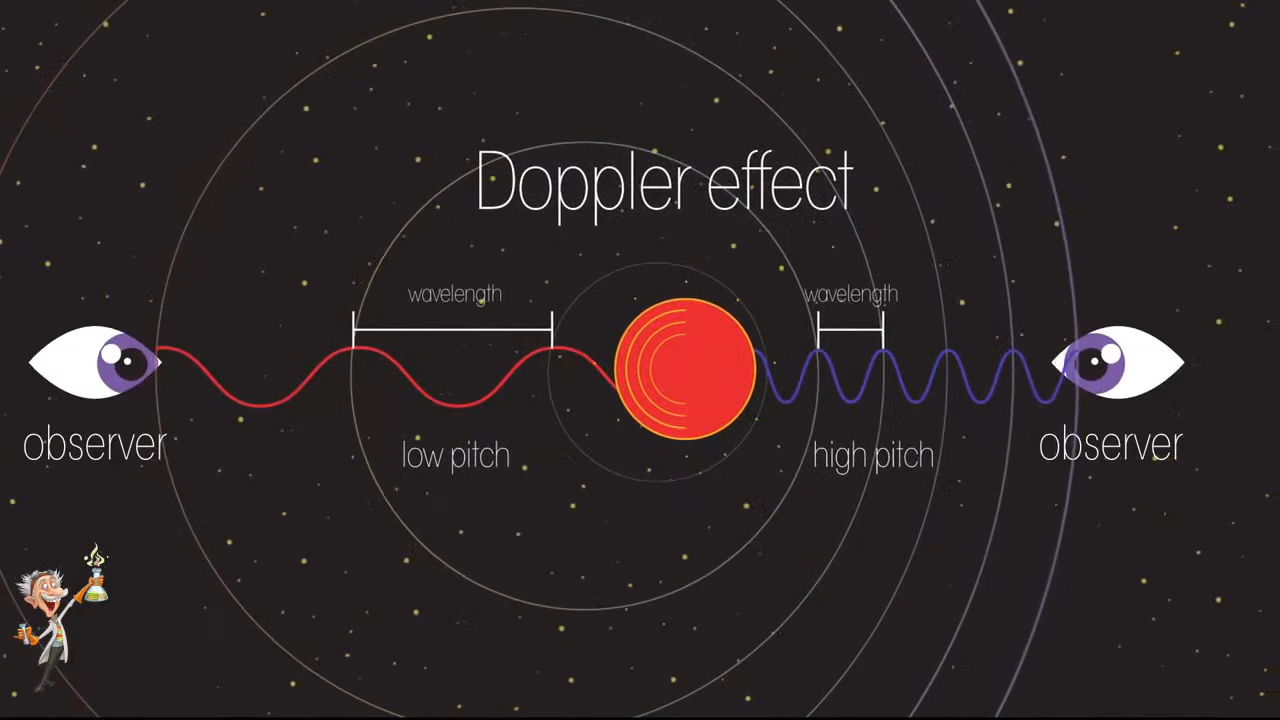 Doppler effect
wavelength
wavelength
observer
low pitch
high pitch
observer